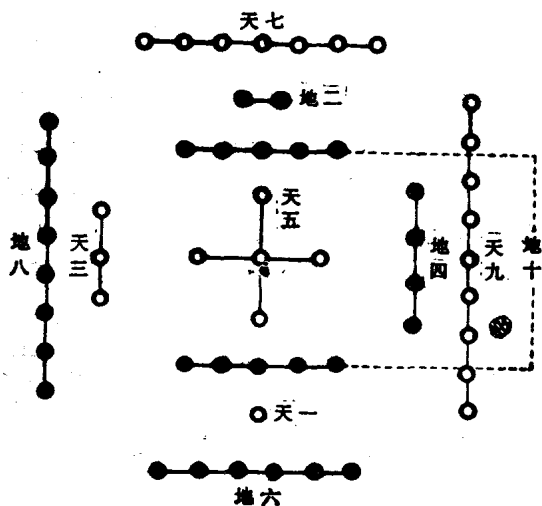 天七
地二
天五
地八
天三
地四
天九
地十
天一
地六